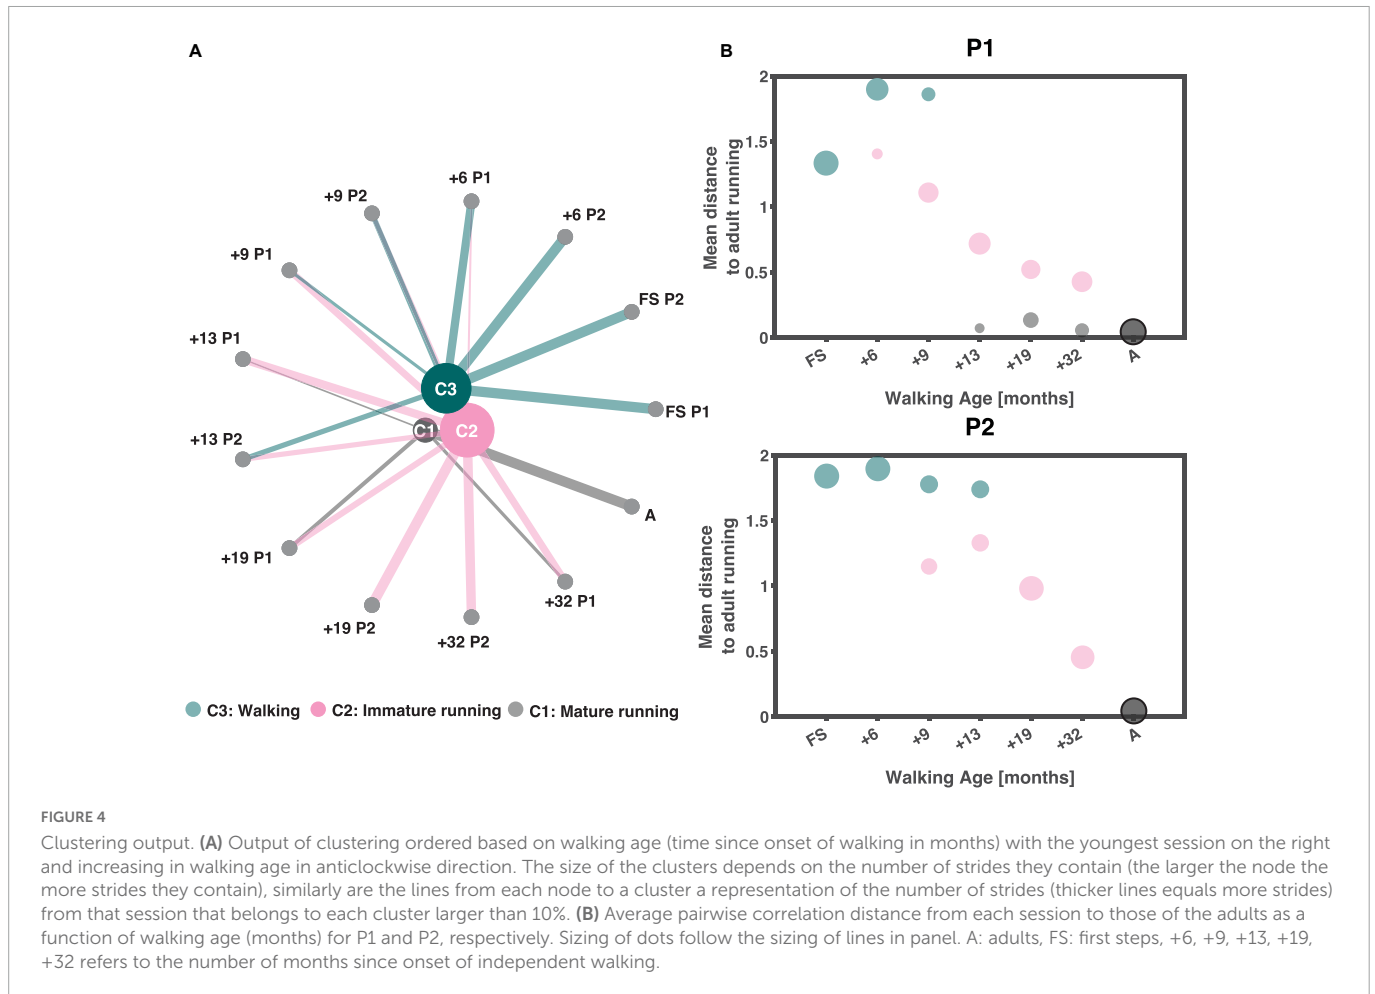 A
+6 P1
+9 P2
+6 P2
+9 P1
FS P2
+13 P1
C3
FS P1
C1
C2
+13 P2
A
+19 P1
+32 P1
+19 P2
+32 P2
C3: Walking
C2: Immature running
C1: Mature running
B
P1
Mean distance
to adult running
2
1.5
1
0.5
0
FS
+6
+9
+13
+19
+32
A
Walking Age [months]
P2
Mean distance
to adult running
2
1.5
1
0.5
0
FS
+6
+9
+13
+19
+32
A
Walking Age [months]
FIGURE 4
Clustering output. (A) Output of clustering ordered based on walking age (time since onset of walking in months) with the youngest session on the right
and increasing in walking age in anticlockwise direction. The size of the clusters depends on the number of strides they contain (the larger the node the
more strides they contain), similarly are the lines from each node to a cluster a representation of the number of strides (thicker lines equals more strides)
from that session that belongs to each cluster larger than 10%. (B) Average pairwise correlation distance from each session to those of the adults as a
function of walking age (months) for P1 and P2, respectively. Sizing of dots follow the sizing of lines in panel. A: adults, FS: first steps, +6, +9, +13, +19,
+32 refers to the number of months since onset of independent walking.